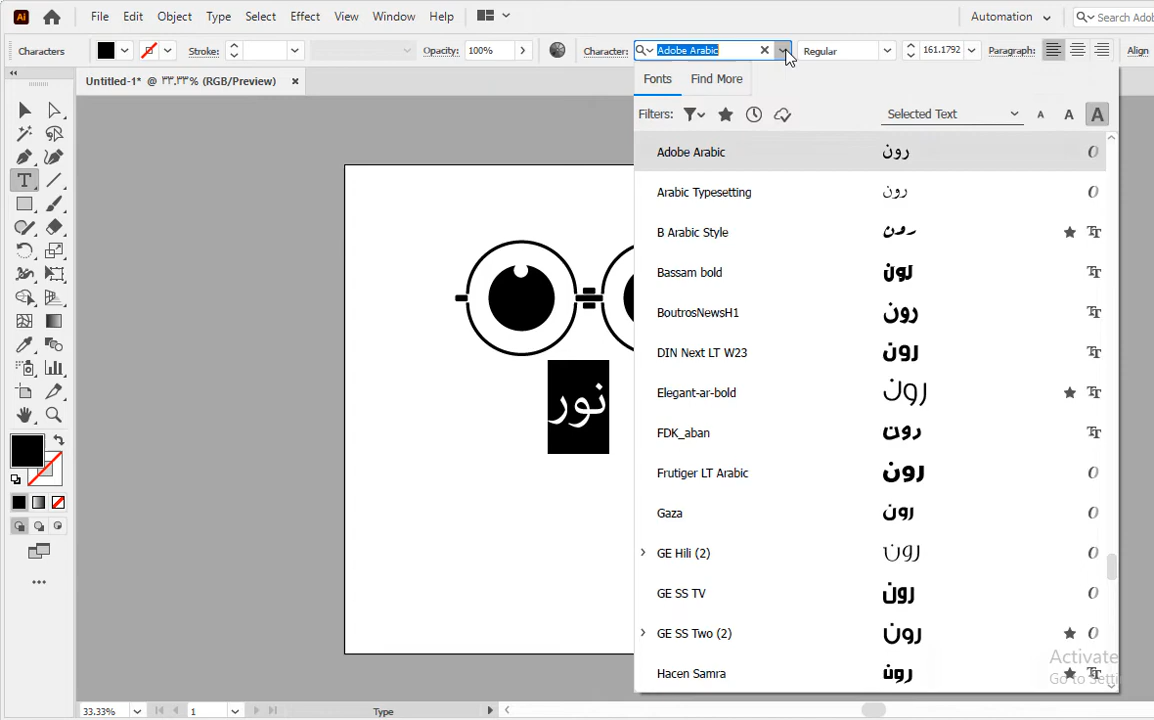 Ai File Edit Object Type Select Effect View Window Help Automation Search Adob
Characters Stroke: Opacity: 100% Character: Adobe Arabic Regular 161.1792 Paragraph: Align
Untitled-1* @ ٣٣.٣٣% (RGB/Preview)
Fonts Find More
Filters: Selected Text A A A
Adobe Arabic رون
Arabic Typesetting رون
B Arabic Style رون
Bassam bold رون
BoutrosNewsH1 رون
DIN Next LT W23 رون
Elegant-ar-bold رون
FDK_aban رون
Frutiger LT Arabic رون
Gaza رون
GE Hili (2) رون
GE SS TV رون
GE SS Two (2) رون
Hacen Samra رون
نور
Activate
Go to Setti
33.33% 1 Type